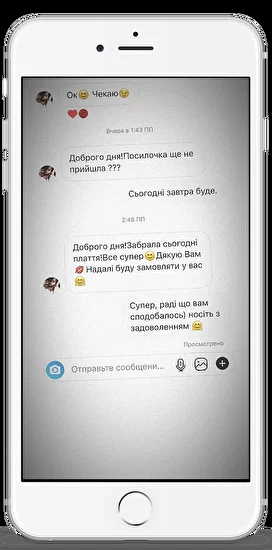 Ок😊 Чекаю😉
❤️🔴
Вчера в 1:43 ПП
Доброго дня!Посилочка ще не
прийшла ???
Сьогодні завтра буде.
2:46 ПП
Доброго дня!Забрала сьогодні
плаття!Все супер😊Дякую Вам
💋Надалі буду замовляти у вас
🤗
Супер, раді що вам
сподобалось) носіть з
задоволенням 🤗
Просмотрено
Отправьте сообщени...